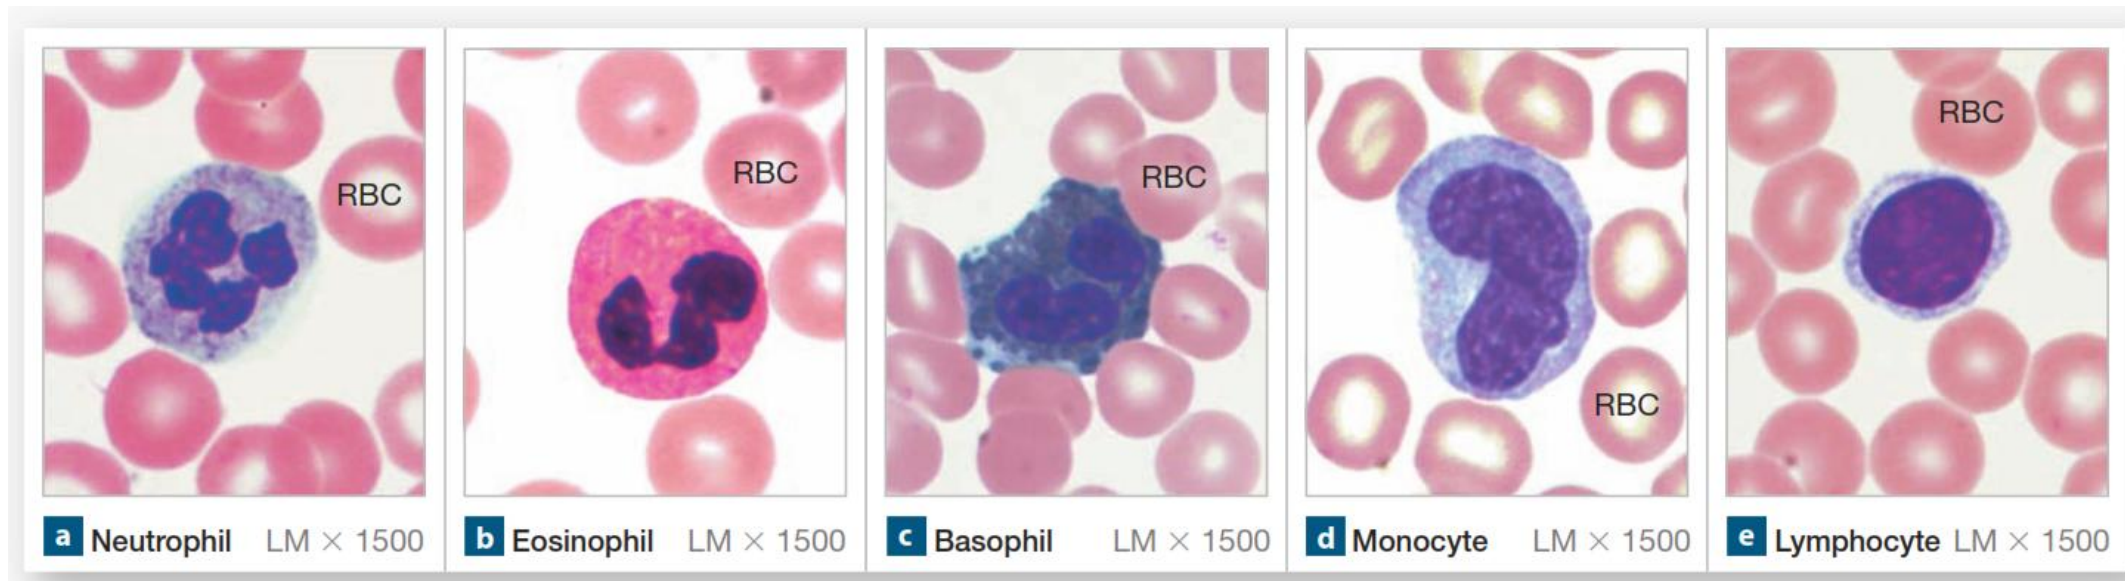 RBC
RBC
RBC
RBC
RBC
a Neutrophil LM × 1500
b Eosinophil LM × 1500
c Basophil LM × 1500
d Monocyte LM × 1500
e Lymphocyte LM × 1500